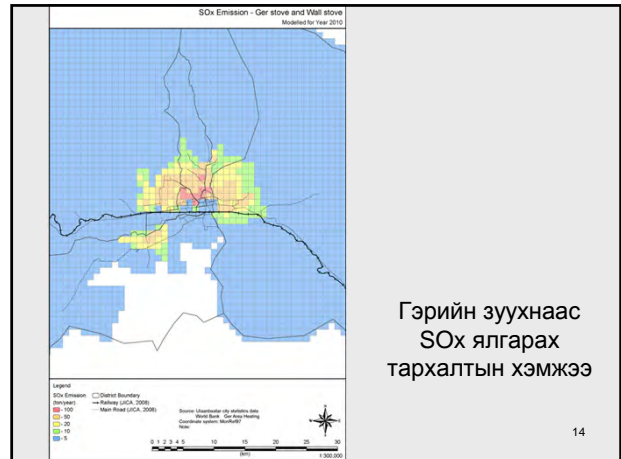 SOx Emission - Ger stove and Wall stove
Modelled for Year 2010
Гэрийн зуухнаас
SOx ялгарах
тархалтын хэмжээ
Legend
SOx Emission
(ton/year)
- 100
- 50
- 20
- 10
- 5
District Boundary
Railway (JICA, 2008)
Main Road (JICA, 2008)
Source: Ulaanbaatar city statistics data
World Bank Ger Area Heating
Coordinate system: MonRef97
Note:
0 1 2 3 4 5 10 15 20 25 30
(km)
1:300,000
14